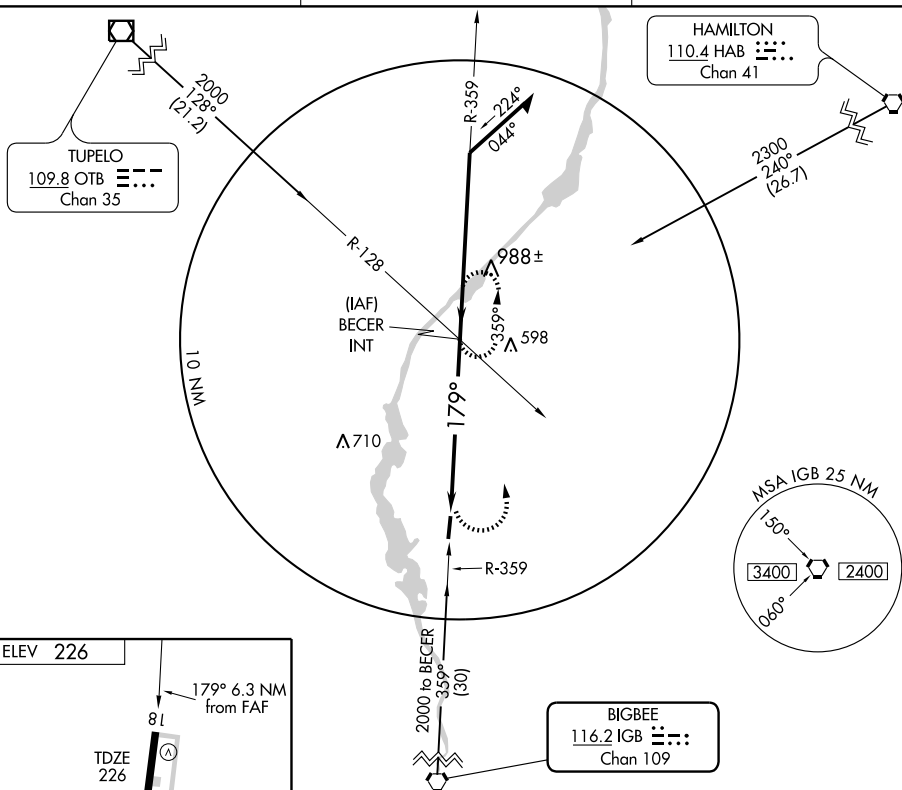 R-359
HAMILTON
110.4 HAB
Chan 41
2000
128°
(21.2)
224°
044°
TUPELO
109.8 OTB
Chan 35
2300
240°
(26.7)
R-128
988±
(IAF)
BECER
INT
359°
598
10 NM
179°
710
MSA IGB 25 NM
150°
3400
2400
060°
R-359
2000 to BECER
359°
(30)
ELEV 226
179° 6.3 NM
from FAF
18
TDZE
226
V
BIGBEE
116.2 IGB
Chan 109